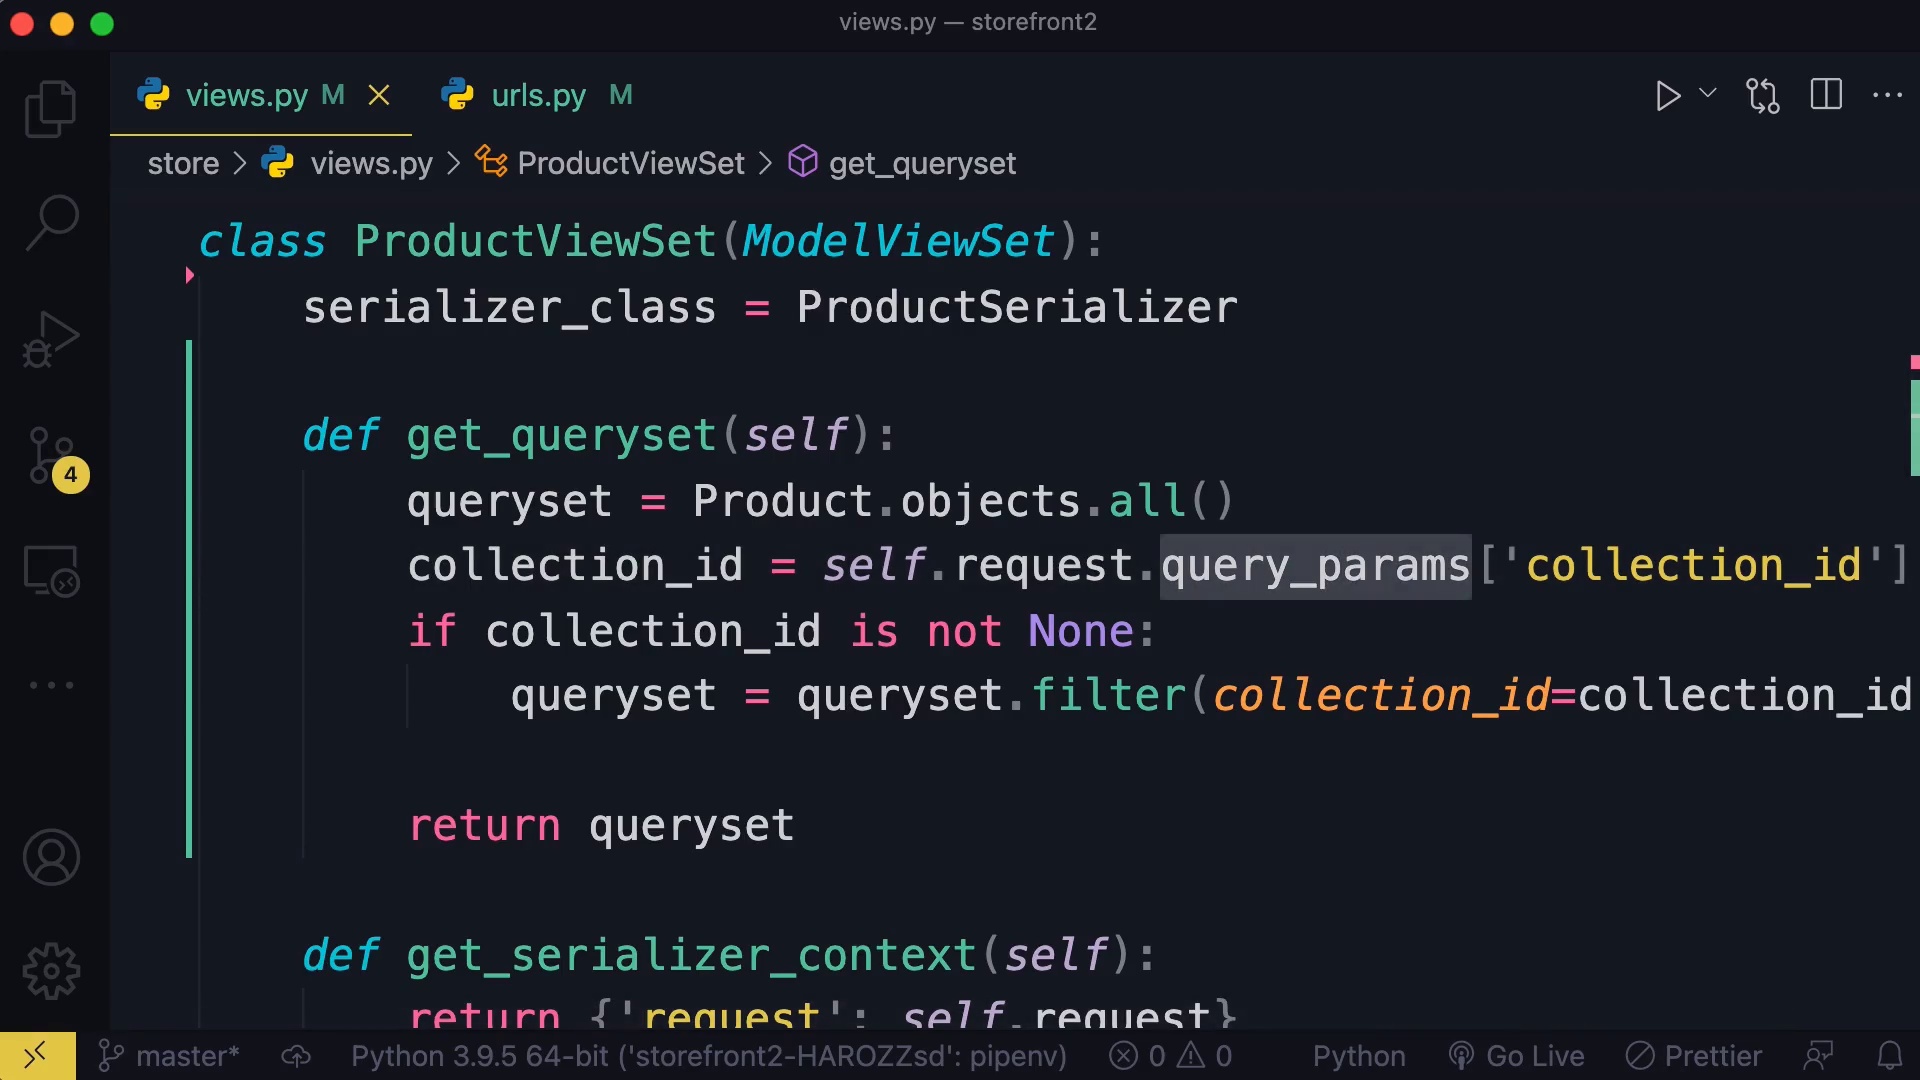 views.py — storefront2
views.py M urls.py M
store > views.py > ProductViewSet > get_queryset
class ProductViewSet(ModelViewSet):
serializer_class = ProductSerializer
def get_queryset(self):
queryset = Product.objects.all()
collection_id = self.request.query_params['collection_id']
if collection_id is not None:
queryset = queryset.filter(collection_id=collection_id
return queryset
def get_serializer_context(self):
return {'request': self.request}
4
master* Python 3.9.5 64-bit ('storefront2-HAROZZsd': pipenv) 0 0 Python Go Live Prettier